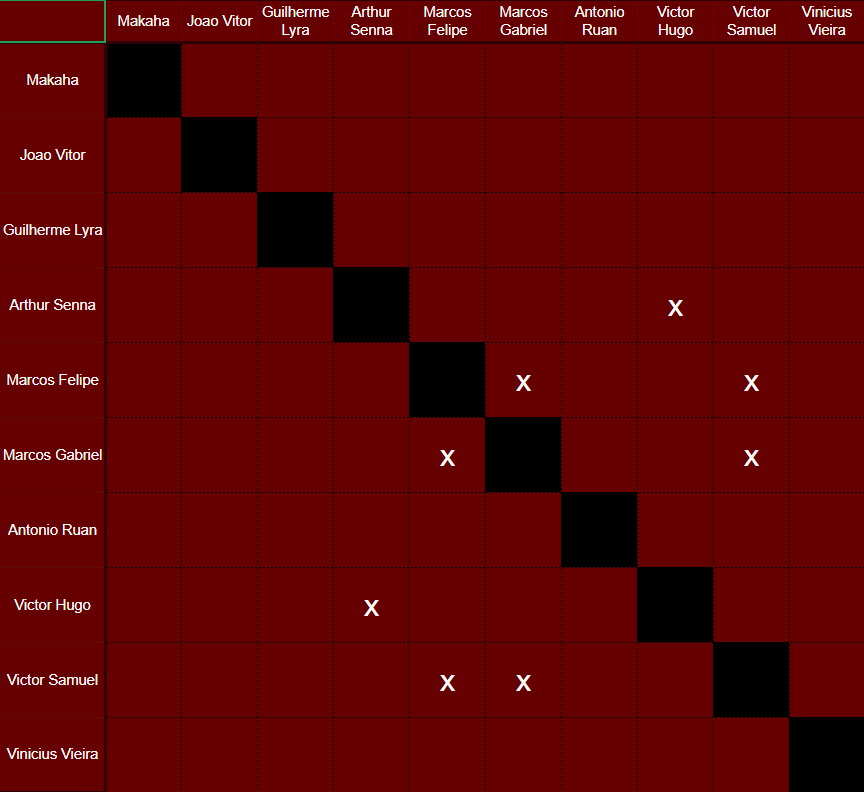 Makaha Joao Vitor Guilherme Lyra Arthur Senna Marcos Felipe Marcos Gabriel Antonio Ruan Victor Hugo Victor Samuel Vinicius Vieira
Makaha
Joao Vitor
Guilherme Lyra
Arthur Senna X
Marcos Felipe X X
Marcos Gabriel X X
Antonio Ruan
Victor Hugo X
Victor Samuel X X
Vinicius Vieira